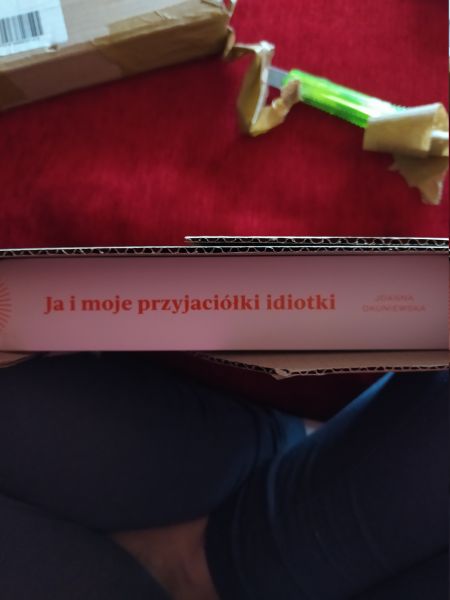 Ja i moje przyjaciółki idiotki
JOANNA
OKUNIEWSKA